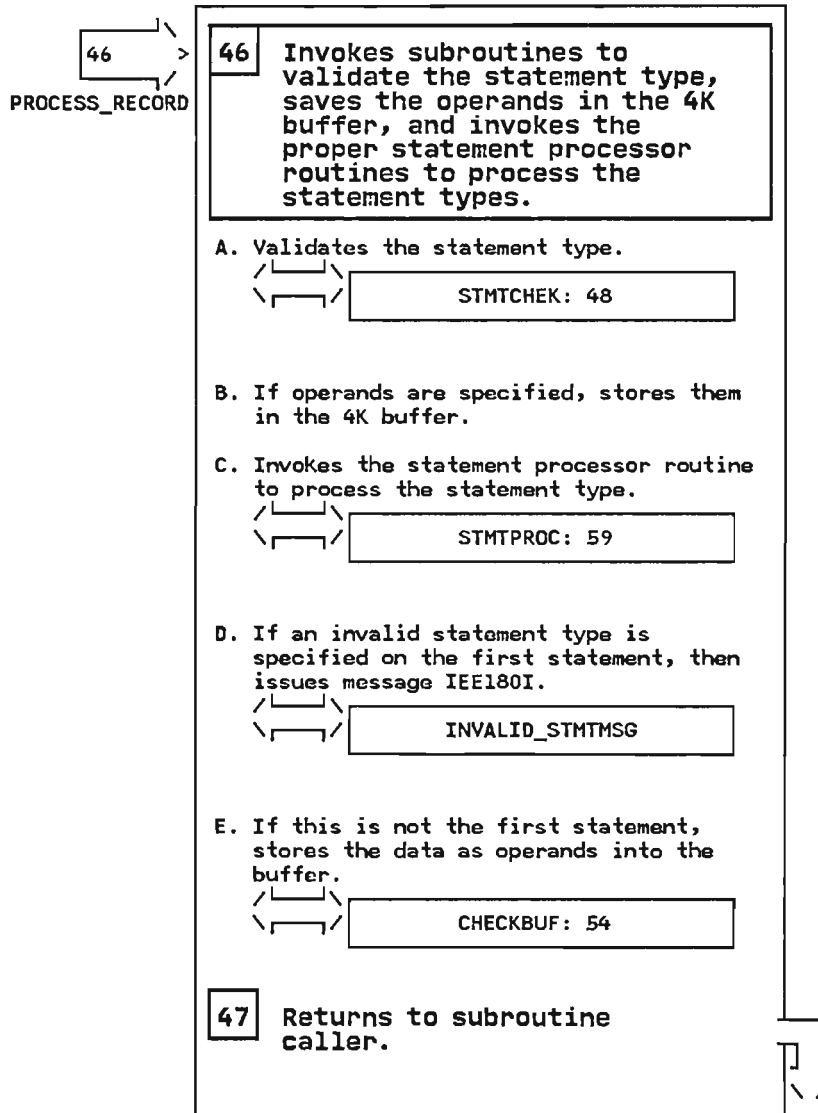 46
PROCESS_RECORD
46 Invokes subroutines to
validate the statement type,
saves the operands in the 4K
buffer, and invokes the
proper statement processor
routines to process the
statement types.
A. Validates the statement type.
STMTCHEK: 48
B. If operands are specified, stores them
in the 4K buffer.
C. Invokes the statement processor routine
to process the statement type.
STMTPROC: 59
D. If an invalid statement type is
specified on the first statement, then
issues message IEE180I.
INVALID_STMTMSG
E. If this is not the first statement,
stores the data as operands into the
buffer.
CHECKBUF: 54
47 Returns to subroutine
caller.